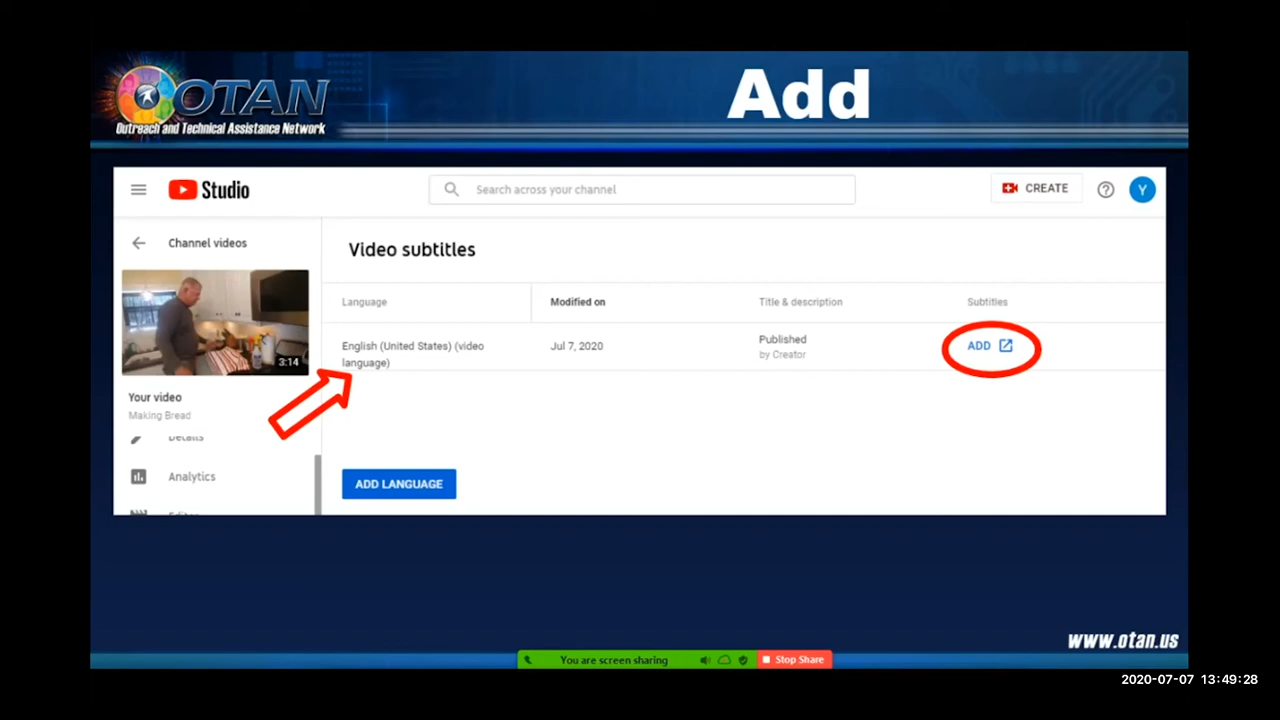 OTAN
Outreach and Technical Assistance Network
Add
Studio
Search across your channel
CREATE
Y
Channel videos
Video subtitles
Language
Modified on
Title & description
Subtitles
English (United States) (video
language)
Jul 7, 2020
Published
by Creator
ADD
3:14
Your video
Making Bread
Details
Analytics
Editor
ADD LANGUAGE
www.otan.us
You are screen sharing
Stop Share
2020-07-07 13:49:28